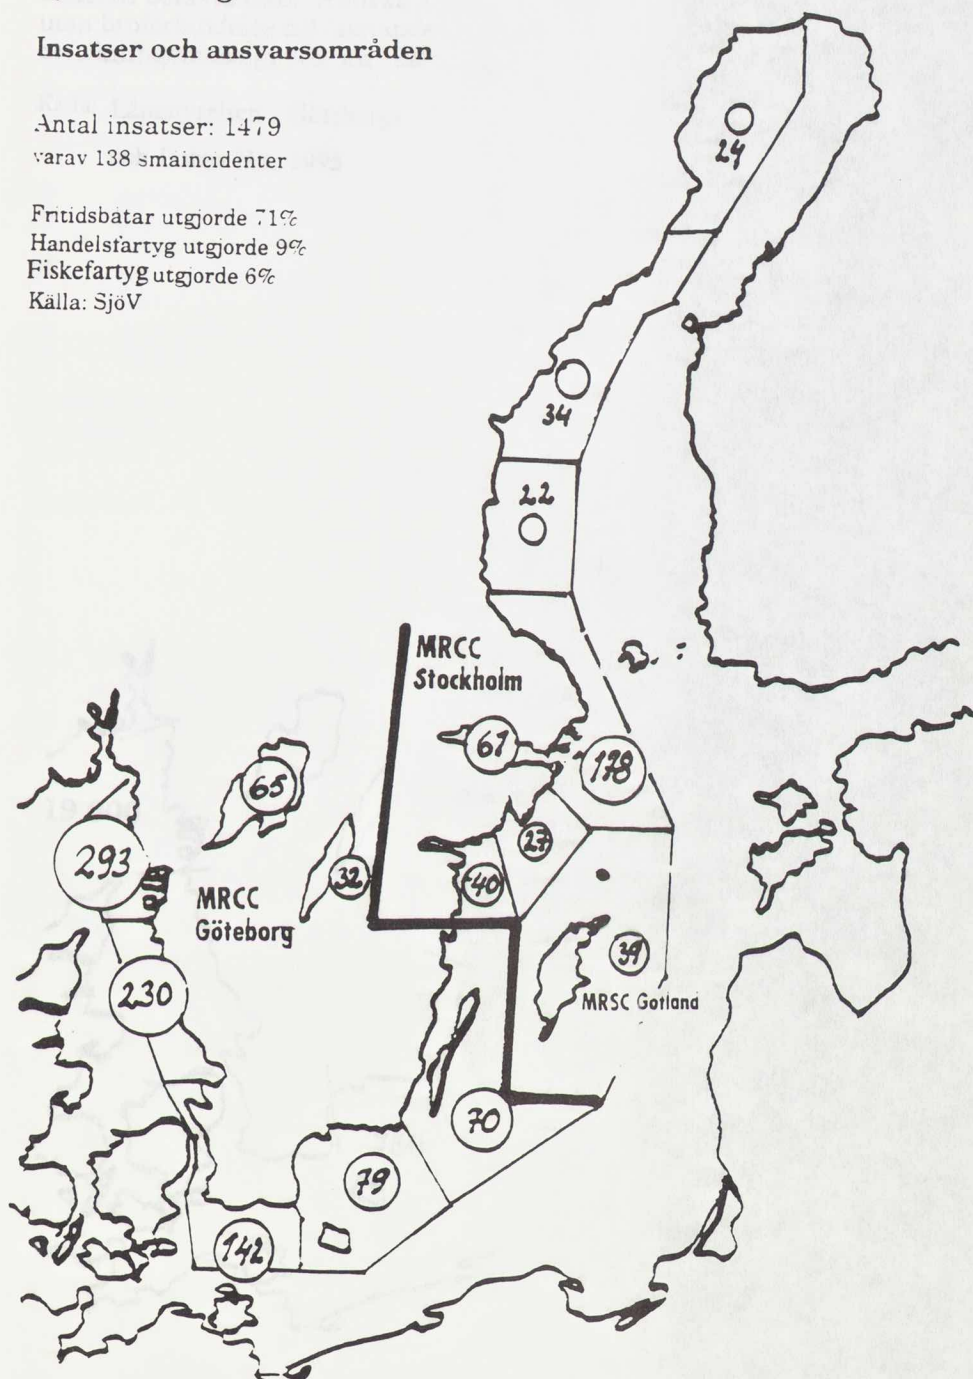 Insatser och ansvarsområden
Antal insatser: 1479
varav 138 smaincidenter
Fritidsbatar utgjorde 71%
Handelsfartyg utgjorde 9%
Fiskefartyg utgjorde 6%
Källa: SjöV
24
34
22
MRCC
Stockholm
67
178
65
27
293
32
40
MRCC
Göteborg
39
230
MRSC Gotland
70
79
142